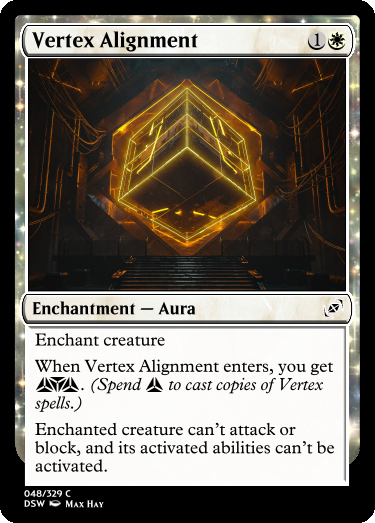 Vertex Alignment 1
Enchantment — Aura
Enchant creature
When Vertex Alignment enters, you get
. (Spend to cast copies of Vertex
spells.)
Enchanted creature can't attack or
block, and its activated abilities can't be
activated.
048/329 C
DSW MAX HAY